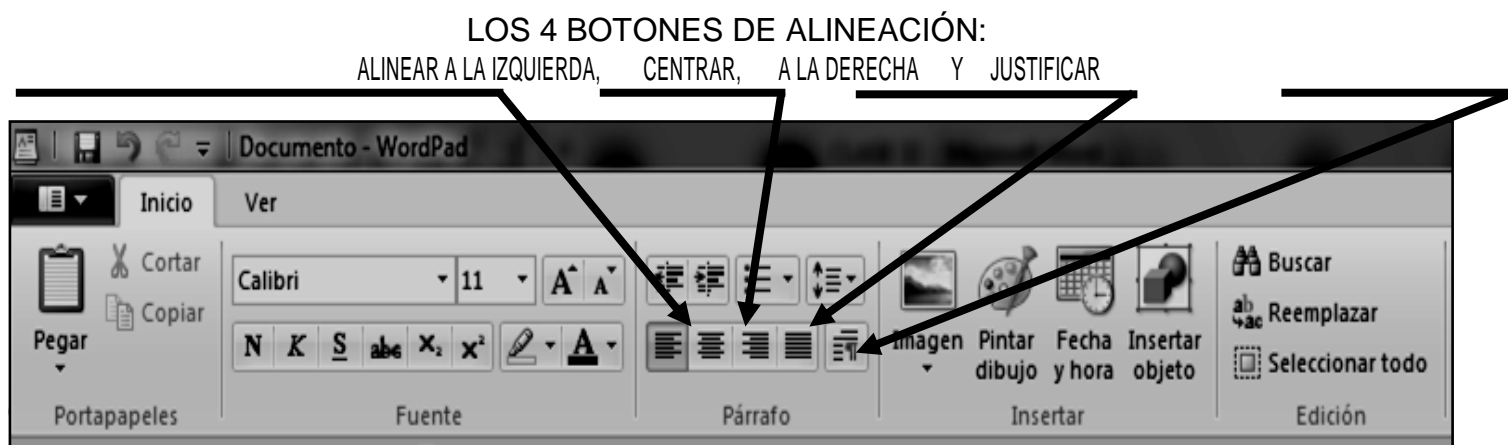 LOS 4 BOTONES DE ALINEACIÓN:
ALINEAR A LA IZQUIERDA, CENTRAR, A LA DERECHA Y JUSTIFICAR
Documento - WordPad
Inicio Ver
Cortar
Copiar
Pegar
Portapapeles
Calibri 11 A A
N K S abc X₂ X² A
Fuente
Párrafo
Imagen Pintar dibujo Fecha y hora Insertar objeto
Insertar
Buscar
Reemplazar
Seleccionar todo
Edición